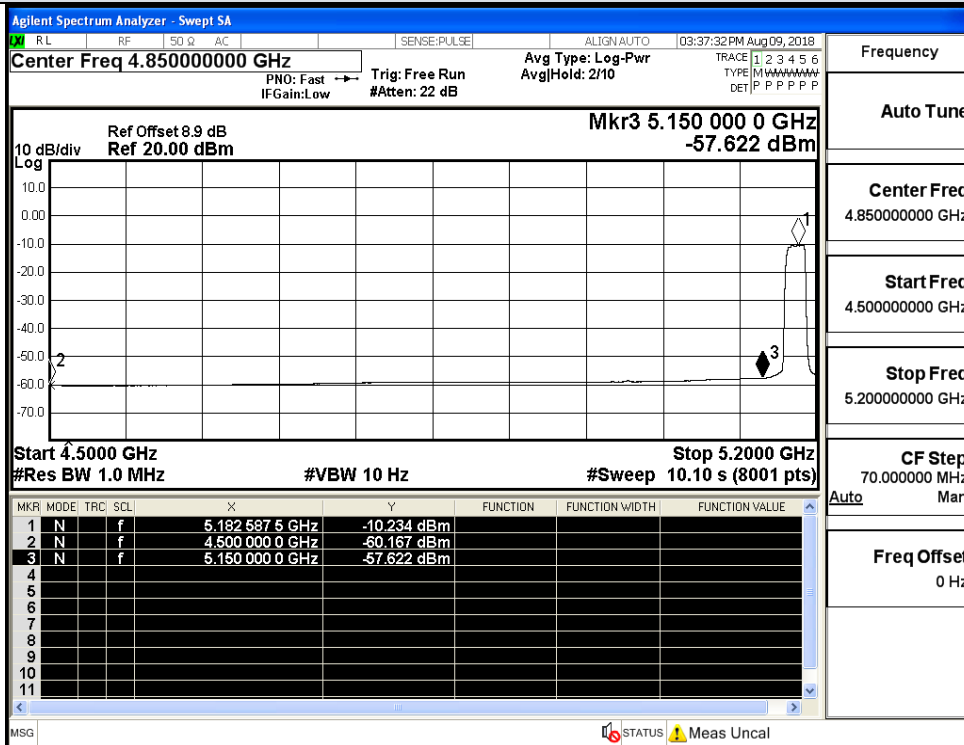 Agilent Spectrum Analyzer - Swept SA
LXI RL RF 50 Ω AC SENSE:PULSE ALIGN AUTO 03:37:32 PM Aug 09, 2018
Center Freq 4.850000000 GHz
PNO: Fast
IFGain:Low
Trig: Free Run
#Atten: 22 dB
Avg Type: Log-Pwr
Avg|Hold: 2/10
TRACE 1 2 3 4 5 6
TYPE M WWWWW
DET P P P P P P
Mkr3 5.150 000 0 GHz
-57.622 dBm
Ref Offset 8.9 dB
10 dB/div Ref 20.00 dBm
Log
10.0
0.00
-10.0
-20.0
-30.0
-40.0
-50.0
-60.0
-70.0
1
2
3
Start 4.5000 GHz Stop 5.2000 GHz
#Res BW 1.0 MHz #VBW 10 Hz #Sweep 10.10 s (8001 pts)
MKR MODE TRC SCL X Y FUNCTION FUNCTION WIDTH FUNCTION VALUE
1 N f 5.182 587 5 GHz -10.234 dBm
2 N f 4.500 000 0 GHz -60.167 dBm
3 N f 5.150 000 0 GHz -57.622 dBm
4
5
6
7
8
9
10
11
MSG STATUS Meas Uncal
Frequency
Auto Tune
Center Freq
4.850000000 GHz
Start Freq
4.500000000 GHz
Stop Freq
5.200000000 GHz
CF Step
70.000000 MHz
Auto Man
Freq Offset
0 Hz